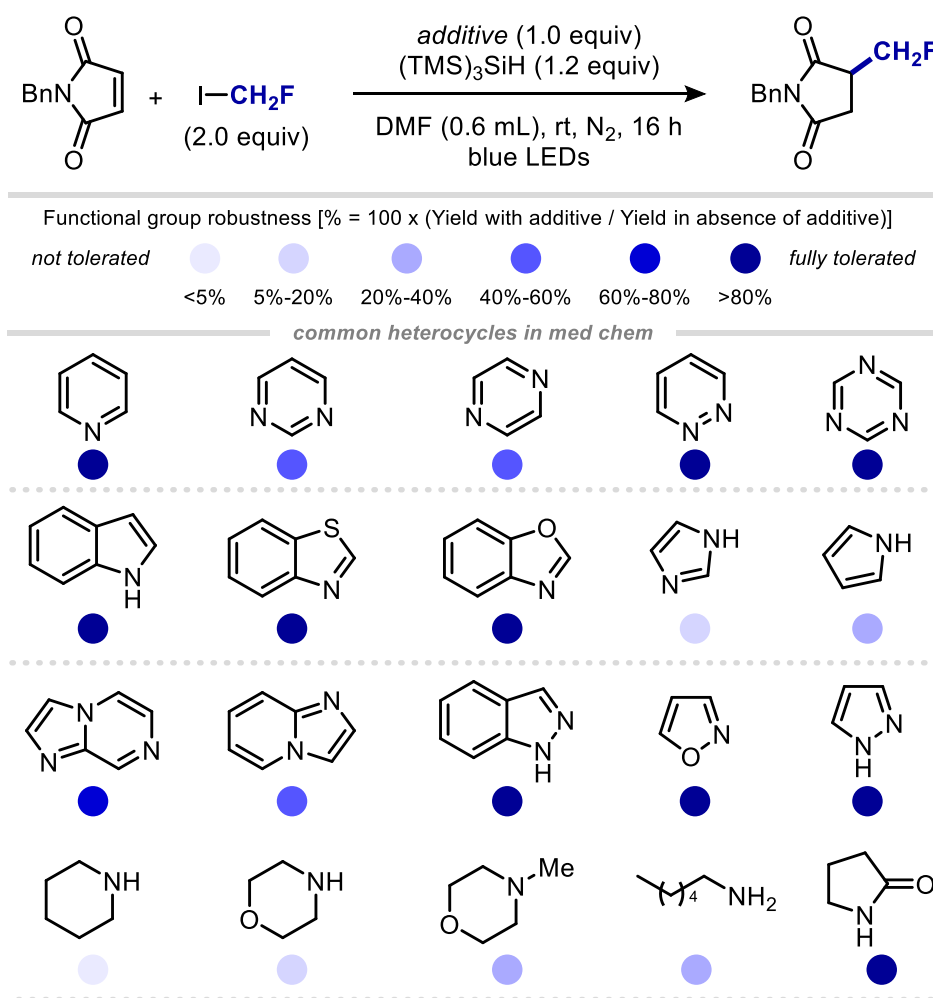 additive (1.0 equiv)
(TMS)₃SiH (1.2 equiv)
DMF (0.6 mL), rt, N₂, 16 h
blue LEDs
O
BnN
O
+
I–CH₂F
(2.0 equiv)
O
CH₂F
BnN
O
Functional group robustness [% = 100 x (Yield with additive / Yield in absence of additive)]
not tolerated
fully tolerated
<5% 5%-20% 20%-40% 40%-60% 60%-80% >80%
common heterocycles in med chem
N
N N
N N
N N
N N N
N H
S N
O N
NH N
NH
N N N
N N
N N H
O N
N N H
NH
O NH
O N Me
( )₄ NH₂
N H O